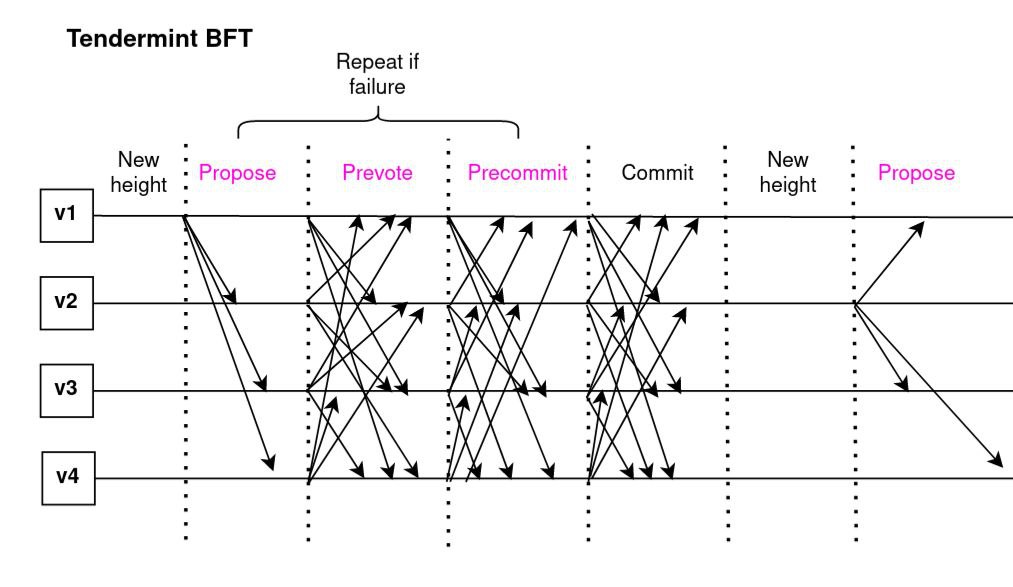 Tendermint BFT
Repeat if
failure
New
height
Propose
Prevote
Precommit
Commit
New
height
Propose
v1
v2
v3
v4